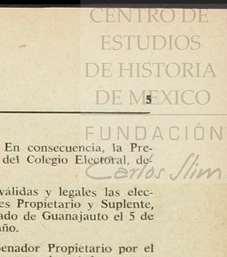 CENTRO DE
ESTUDIOS
DE HISTORIA
DE MEXICO
5
FUNDACIÓN
Carlos Slim
En consecuencia, la Pre-
del Colegio Electoral, de-
válidas y legales las elec-
es Propietario y Suplente,
ado de Guanajauto el 5 de
ño.
enador Propietario por el